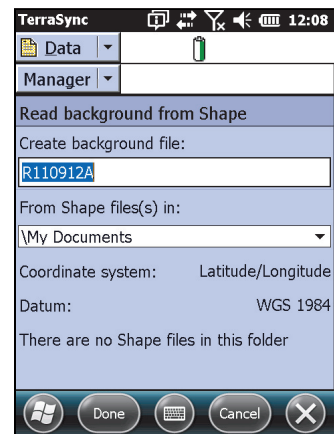 TerraSync 12:08
Data
Manager
Read background from Shape
Create background file:
R110912A
From Shape files(s) in:
\My Documents
Coordinate system: Latitude/Longitude
Datum: WGS 1984
There are no Shape files in this folder
Done Cancel